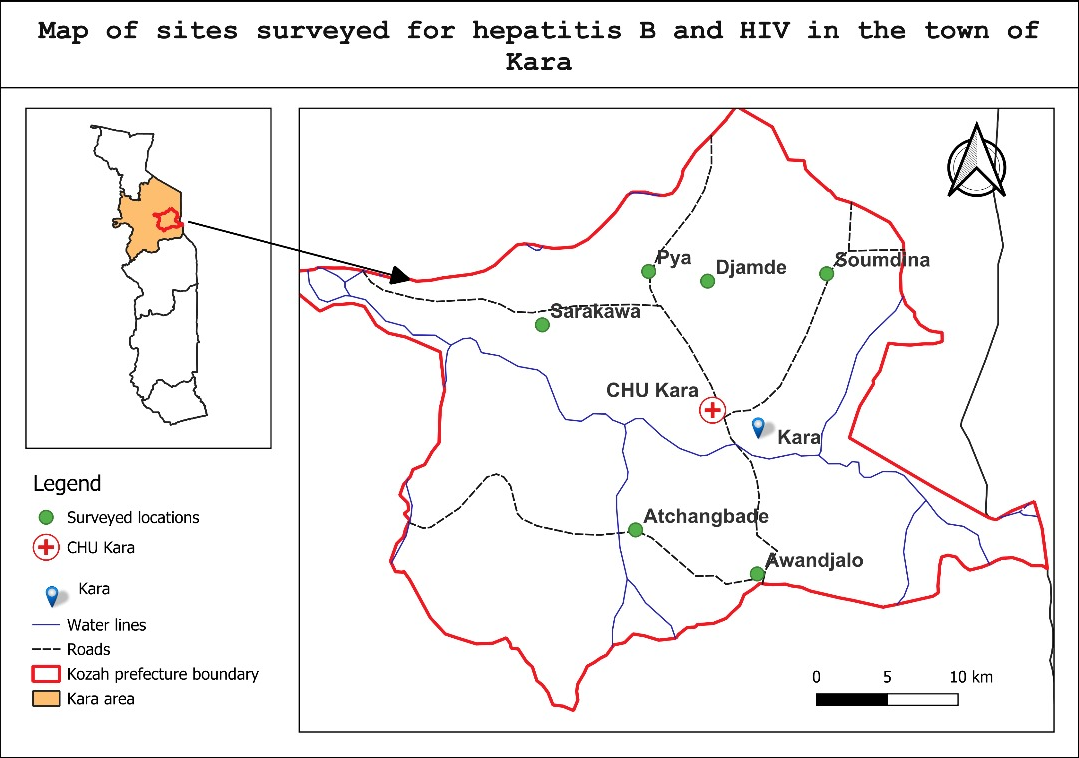 Map of sites surveyed for hepatitis B and HIV in the town of
Kara
Pya
Djamde
Soumdina
Sarakawa
CHU Kara
Kara
Atchangbade
Awandjalo
Legend
Surveyed locations
CHU Kara
Kara
Water lines
Roads
Kozah prefecture boundary
Kara area
0 5 10 km